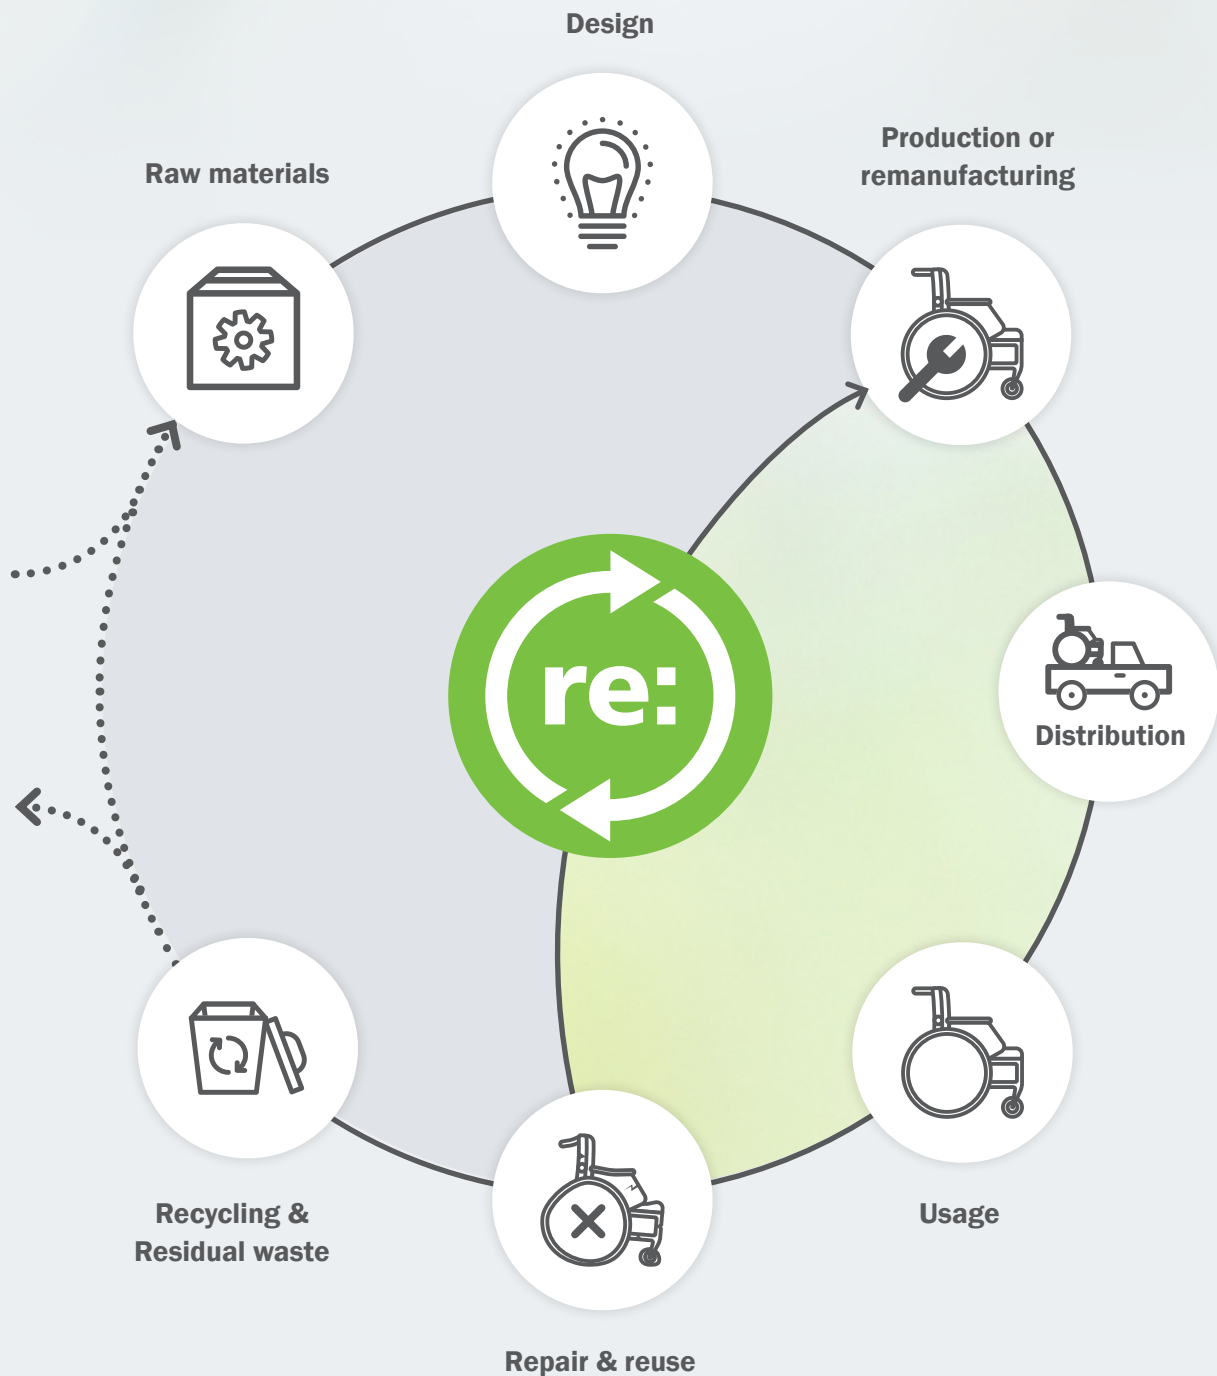 Design
Production or
remanufacturing
Raw materials
re:
Distribution
Usage
Recycling &
Residual waste
Repair & reuse